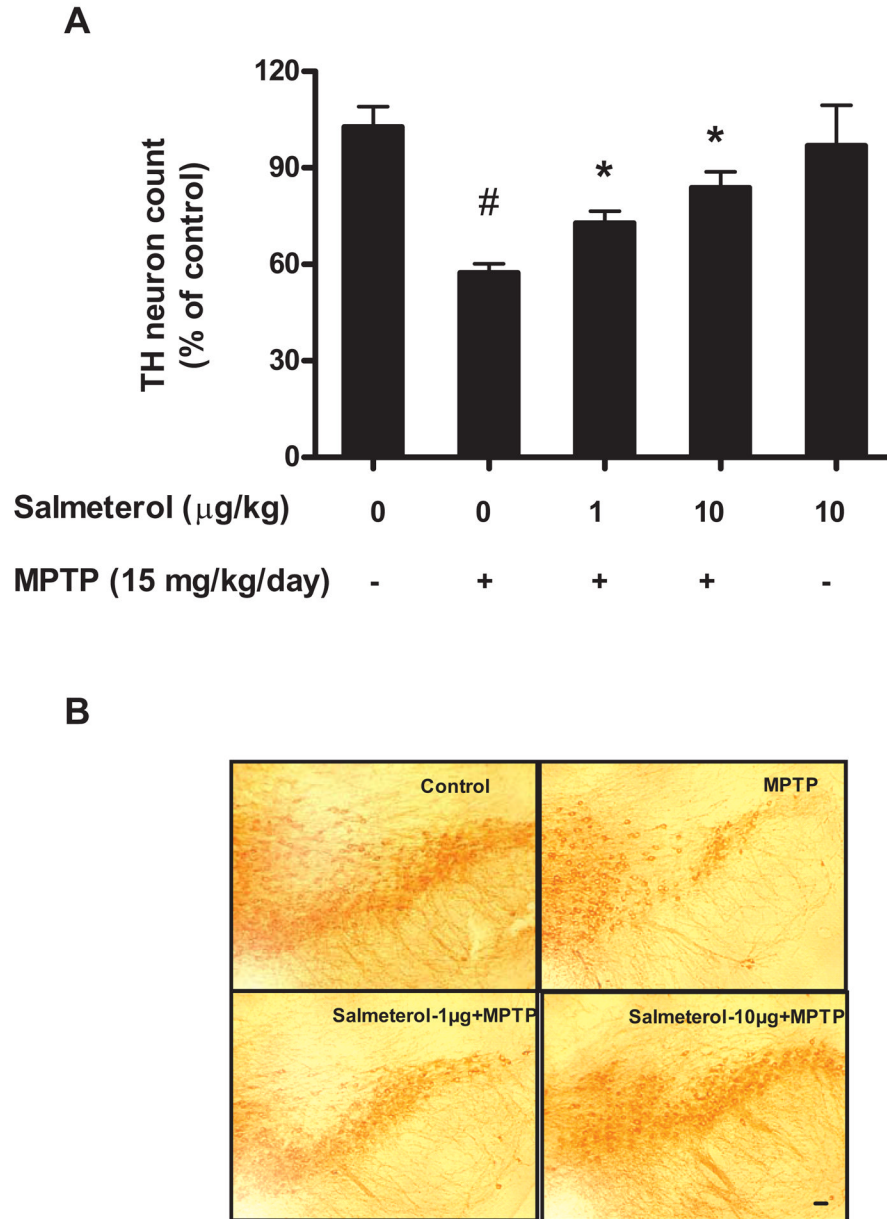 A
120
90
60
30
0
TH neuron count
(% of control)
#
*
*
Salmeterol (μg/kg) 0 0 1 10 10
MPTP (15 mg/kg/day) - + + + -
B
Control
MPTP
Salmeterol-1μg+MPTP
Salmeterol-10μg+MPTP